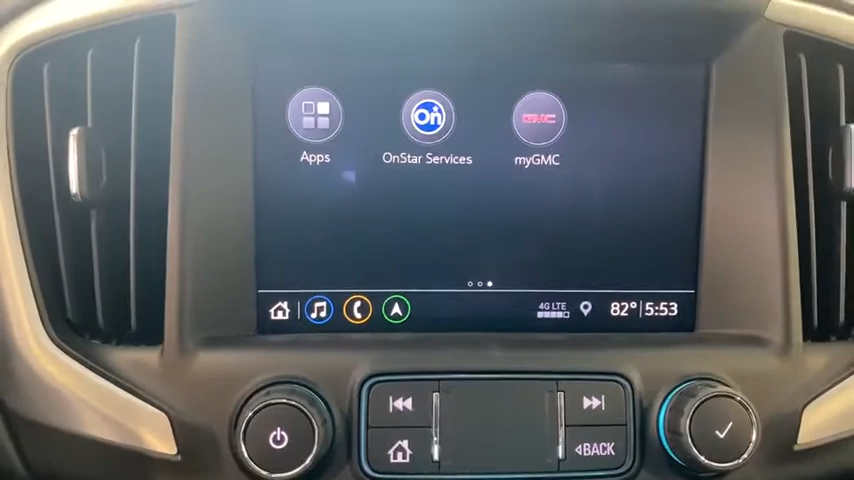 On
GMC
Apps
OnStar Services
myGMC
4G LTE
82° 5:53
BACK